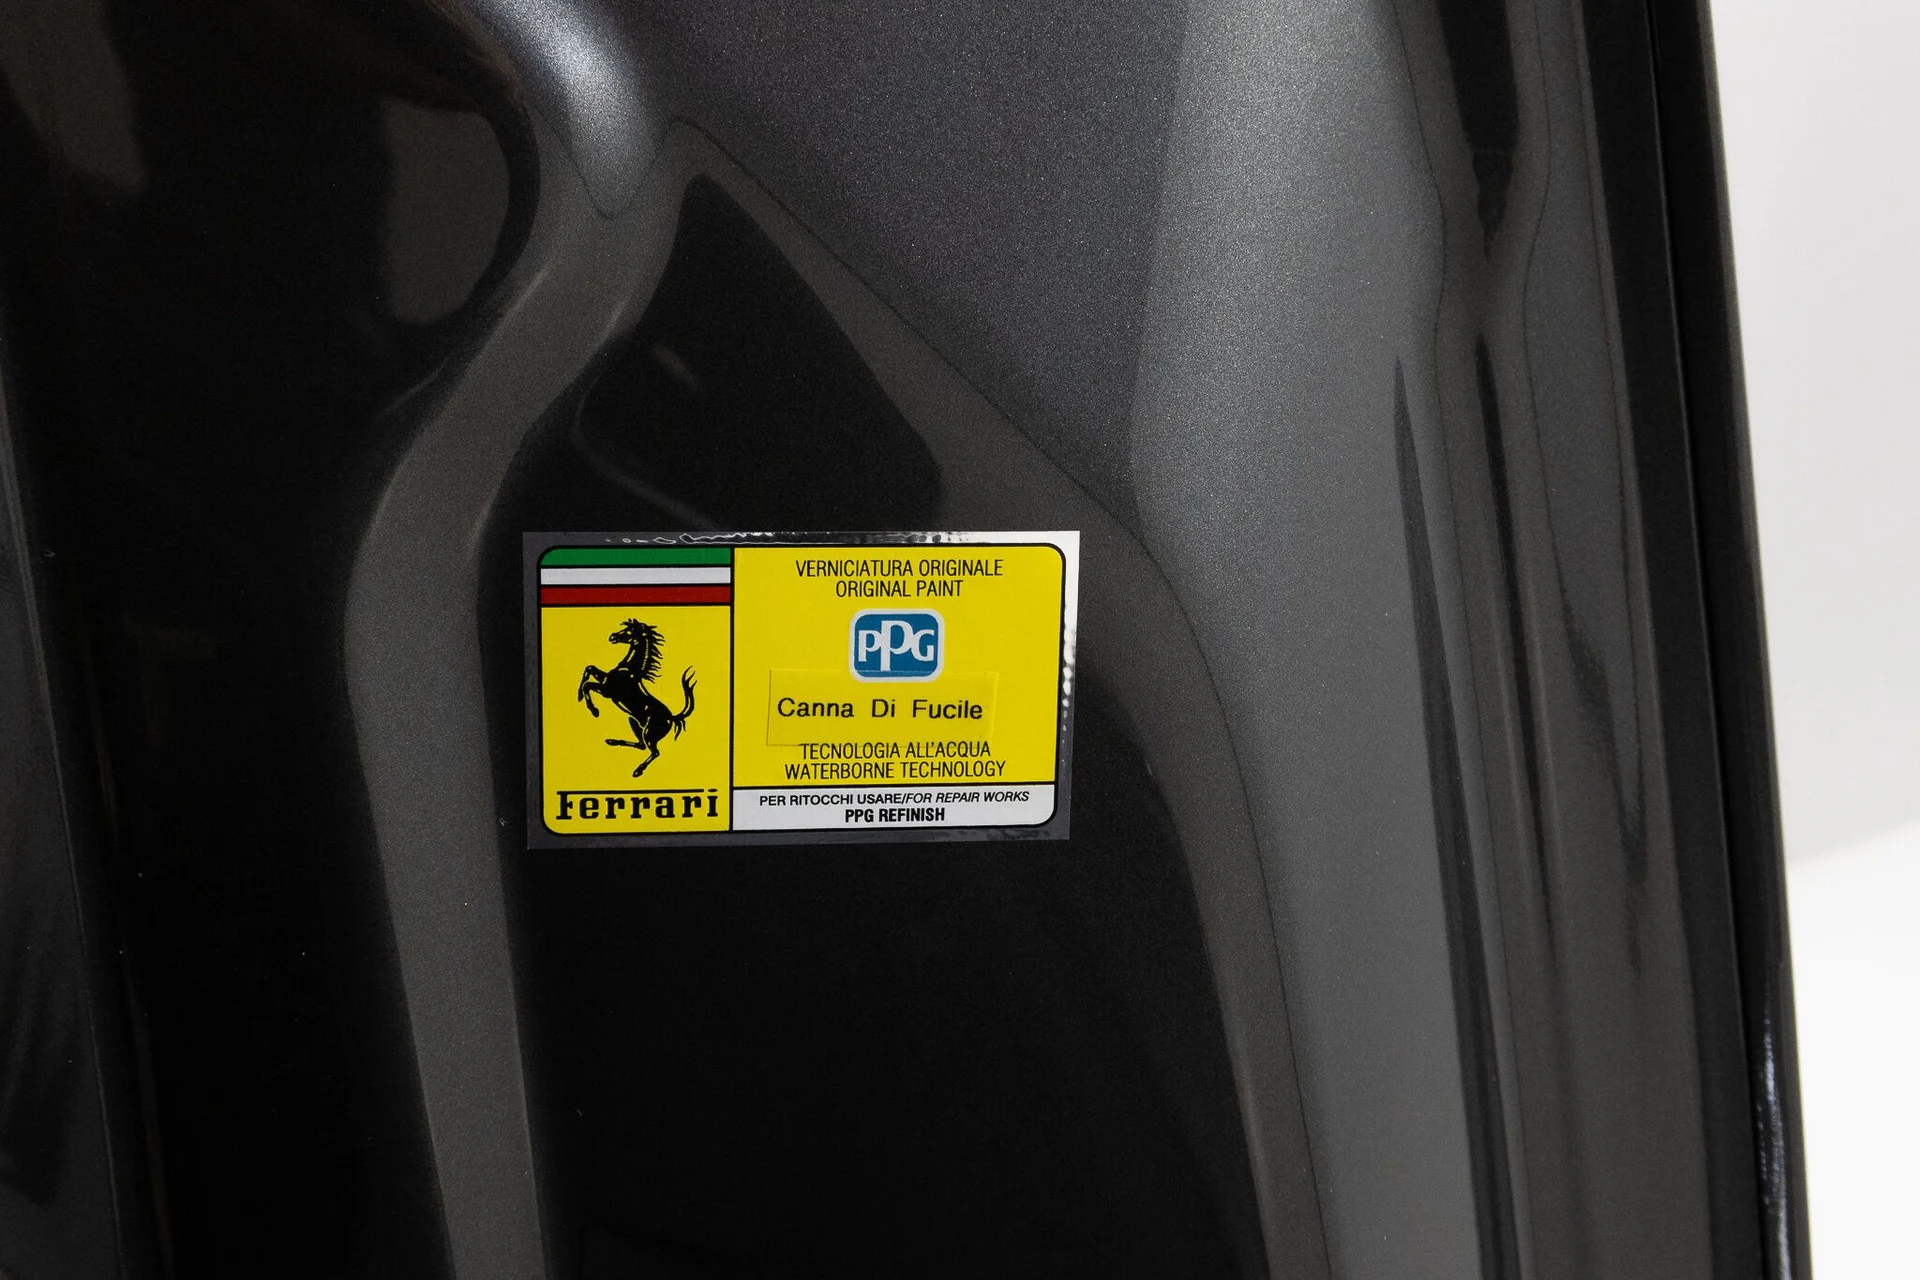 Ferrari
VERNICIATURA ORIGINALE
ORIGINAL PAINT
PPG
Canna Di Fucile
TECNOLOGIA ALL'ACQUA
WATERBORNE TECHNOLOGY
PER RITOCCHI USARE/FOR REPAIR WORKS
PPG REFINISH